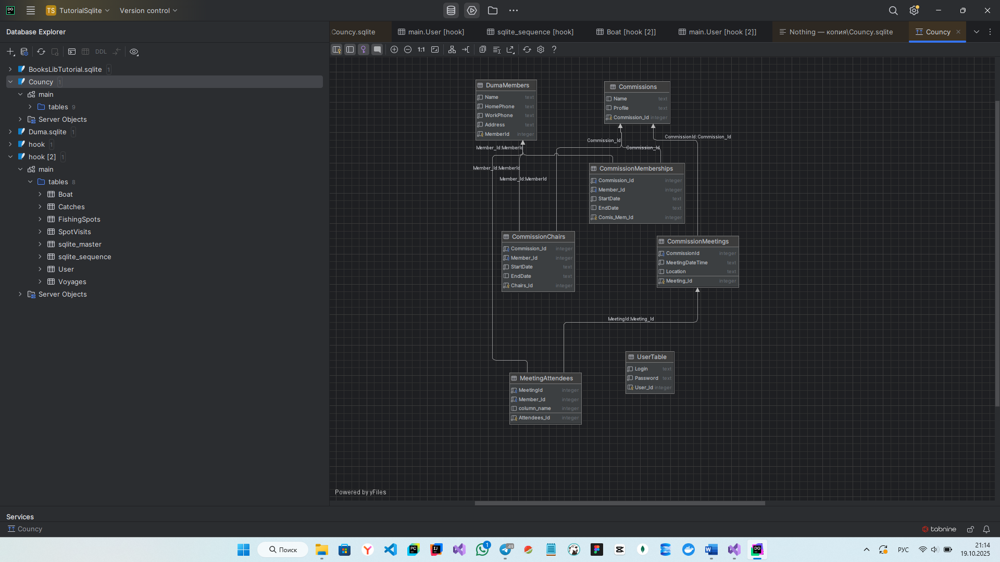 DG
TS TutorialSqlite
Version control
Database Explorer
Councy.sqlite
main.User [hook]
sqlite_sequence [hook]
Boat [hook [2]]
main.User [hook [2]]
Nothing — копия\Councy.sqlite
Councy
DDL
1:1
?
BooksLibTutorial.sqlite 1
Councy 1
main
tables 9
Server Objects
Duma.sqlite 1
hook 1
hook [2] 1
main
tables 8
Boat
Catches
FishingSpots
SpotVisits
sqlite_master
sqlite_sequence
User
Voyages
Server Objects
DumaMembers
Name text
HomePhone text
WorkPhone text
Address text
MemberId integer
Commissions
Name text
Profile text
Commission_Id integer
Commission_Id
CommissionId:Commission_Id
Member_Id:MemberId
Commission_Id
Member_Id:MemberId
Member_Id:MemberId
CommissionMemberships
Commission_Id integer
Member_Id integer
StartDate text
EndDate text
Comis_Mem_Id integer
CommissionChairs
Commission_Id integer
Member_Id integer
StartDate text
EndDate text
Chairs_Id integer
CommissionMeetings
CommissionId integer
MeetingDateTime text
Location text
Meeting_Id integer
MeetingId:Meeting_Id
UserTable
Login text
Password text
User_Id integer
MeetingAttendees
MeetingId integer
Member_Id integer
column_name integer
Attendees_Id integer
Powered by yFiles
Services
Councy
tabnine
Поиск
PC
IJ
1
49
DG
РУС
21:14
19.10.2025